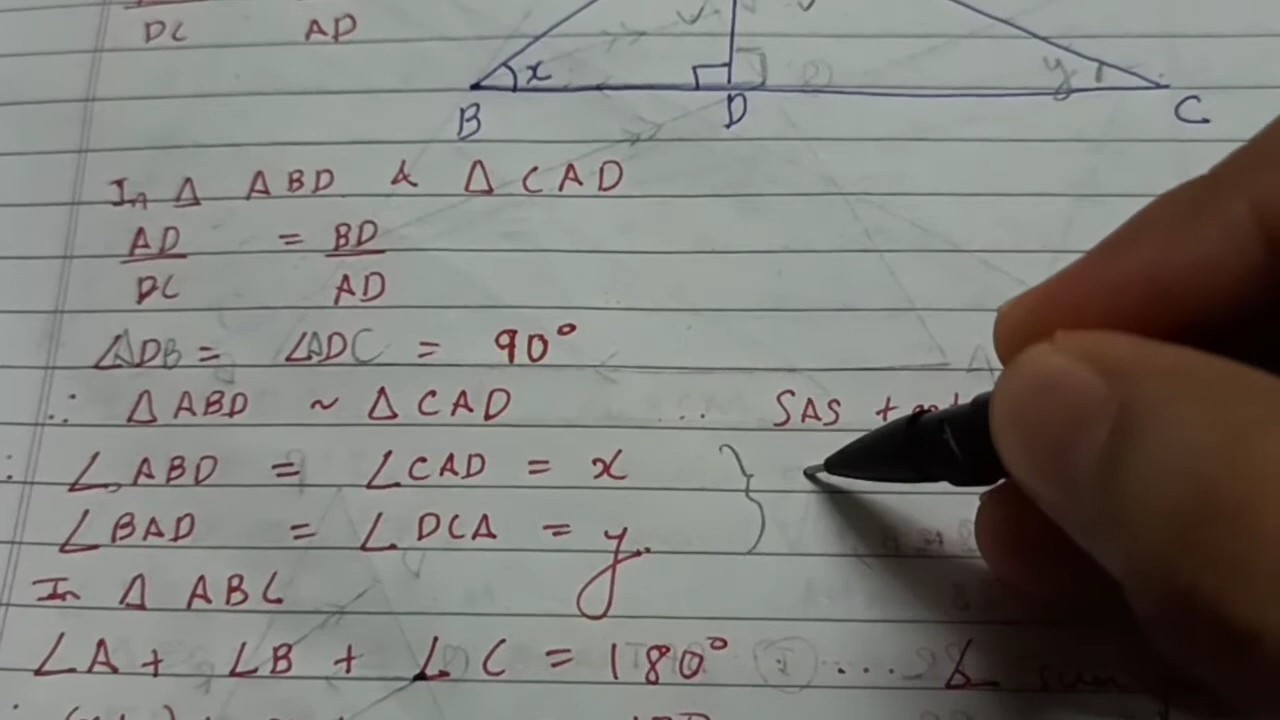 DC AD
x y
B D C
In Δ ABD & Δ CAD
AD = BD
DC AD
∠ADB = ∠ADC = 90°
∴ Δ ABD ~ Δ CAD ... SAS
∠ABD = ∠CAD = x
∠BAD = ∠DCA = y
In Δ ABC
∠A + ∠B + ∠C = 180° ....